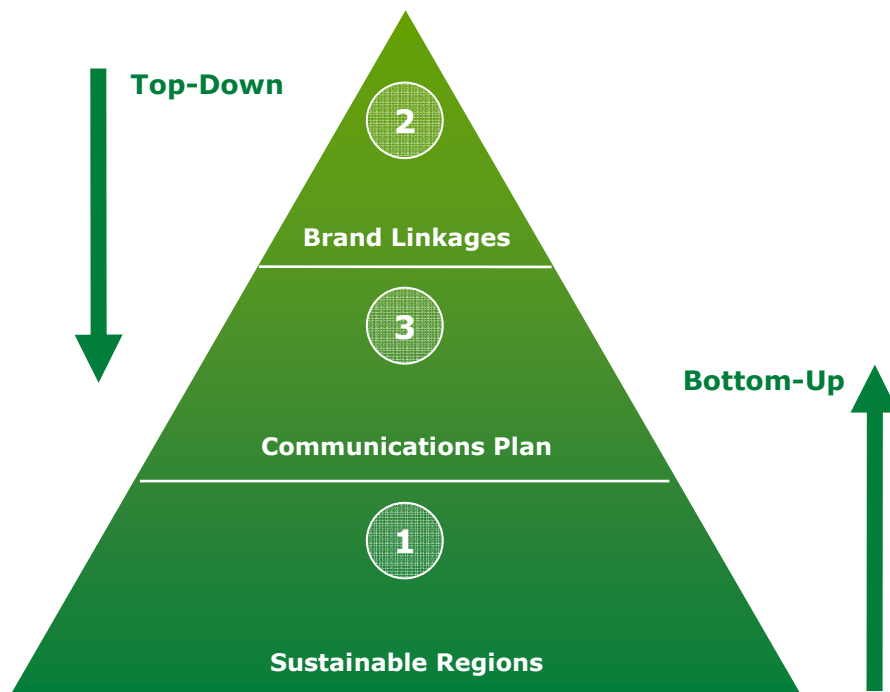 Top-Down
2
Brand Linkages
3
Bottom-Up
Communications Plan
1
Sustainable Regions